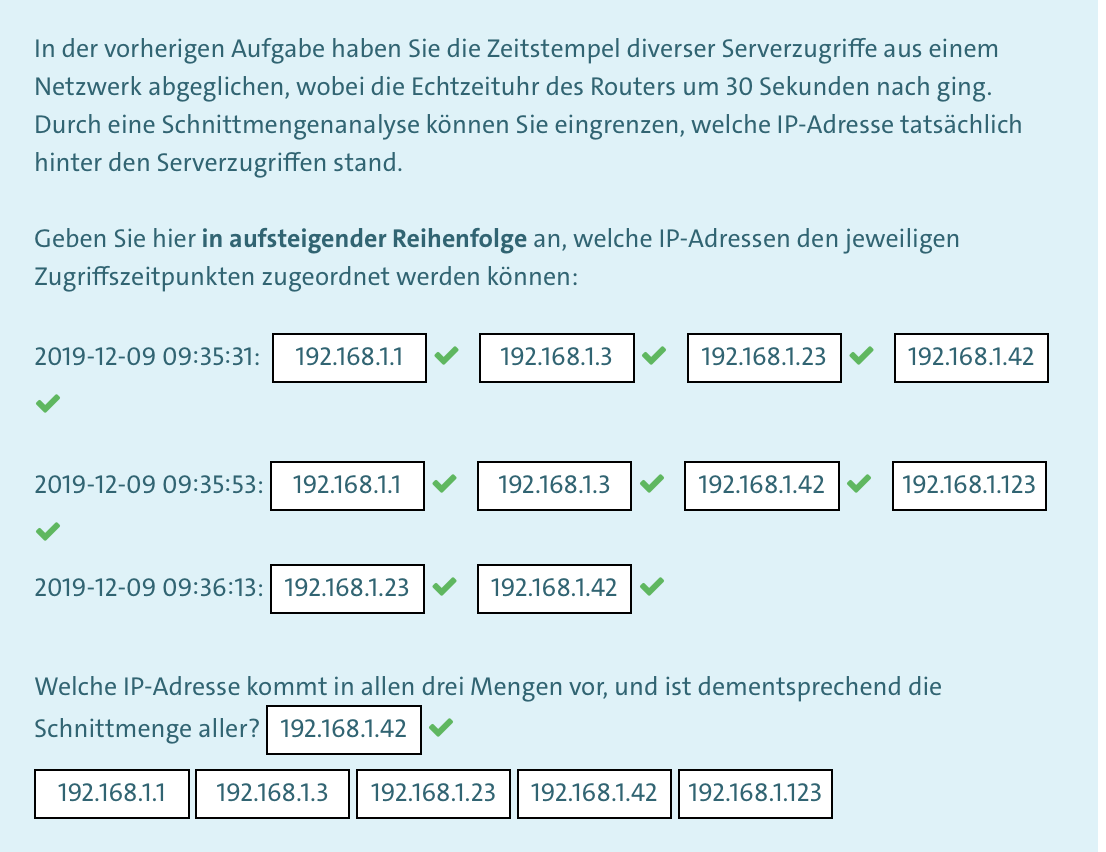 In der vorherigen Aufgabe haben Sie die Zeitstempel diverser Serverzugriffe aus einem
Netzwerk abgeglichen, wobei die Echtzeituhr des Routers um 30 Sekunden nach ging.
Durch eine Schnittmengenanalyse können Sie eingrenzen, welche IP-Adresse tatsächlich
hinter den Serverzugriffen stand.
Geben Sie hier in aufsteigender Reihenfolge an, welche IP-Adressen den jeweiligen
Zugriffszeitpunkten zugeordnet werden können:
2019-12-09 09:35:31: 192.168.1.1 192.168.1.3 192.168.1.23 192.168.1.42
2019-12-09 09:35:53: 192.168.1.1 192.168.1.3 192.168.1.42 192.168.1.123
2019-12-09 09:36:13: 192.168.1.23 192.168.1.42
Welche IP-Adresse kommt in allen drei Mengen vor, und ist dementsprechend die
Schnittmenge aller? 192.168.1.42
192.168.1.1 192.168.1.3 192.168.1.23 192.168.1.42 192.168.1.123